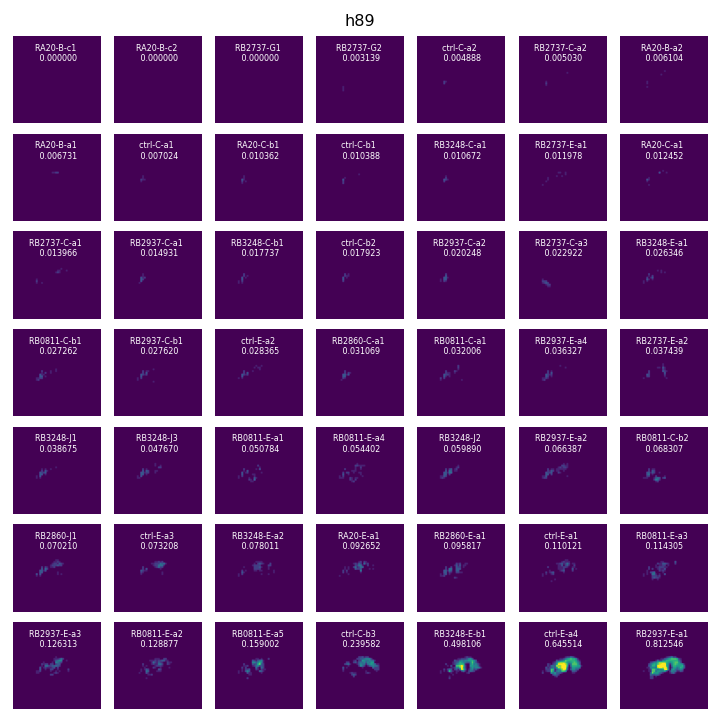 h89
RA20-B-c1
0.000000
RA20-B-c2
0.000000
RB2737-G1
0.000000
RB2737-G2
0.003139
ctrl-C-a2
0.004888
RB2737-C-a2
0.005030
RA20-B-a2
0.006104
RA20-B-a1
0.006731
ctrl-C-a1
0.007024
RA20-C-b1
0.010362
ctrl-C-b1
0.010388
RB3248-C-a1
0.010672
RB2737-E-a1
0.011978
RA20-C-a1
0.012452
RB2737-C-a1
0.013966
RB2937-C-a1
0.014931
RB3248-C-b1
0.017737
ctrl-C-b2
0.017923
RB2937-C-a2
0.020248
RB2737-C-a3
0.022922
RB3248-E-a1
0.026346
RB0811-C-b1
0.027262
RB2937-C-b1
0.027620
ctrl-E-a2
0.028365
RB2860-C-a1
0.031069
RB0811-C-a1
0.032006
RB2937-E-a4
0.036327
RB2737-E-a2
0.037439
RB3248-J1
0.038675
RB3248-J3
0.047670
RB0811-E-a1
0.050784
RB0811-E-a4
0.054402
RB3248-J2
0.059890
RB2937-E-a2
0.066387
RB0811-C-b2
0.068307
RB2860-J1
0.070210
ctrl-E-a3
0.073208
RB3248-E-a2
0.078011
RA20-E-a1
0.092652
RB2860-E-a1
0.095817
ctrl-E-a1
0.110121
RB0811-E-a3
0.114305
RB2937-E-a3
0.126313
RB0811-E-a2
0.128877
RB0811-E-a5
0.159002
ctrl-C-b3
0.239582
RB3248-E-b1
0.498106
ctrl-E-a4
0.645514
RB2937-E-a1
0.812546